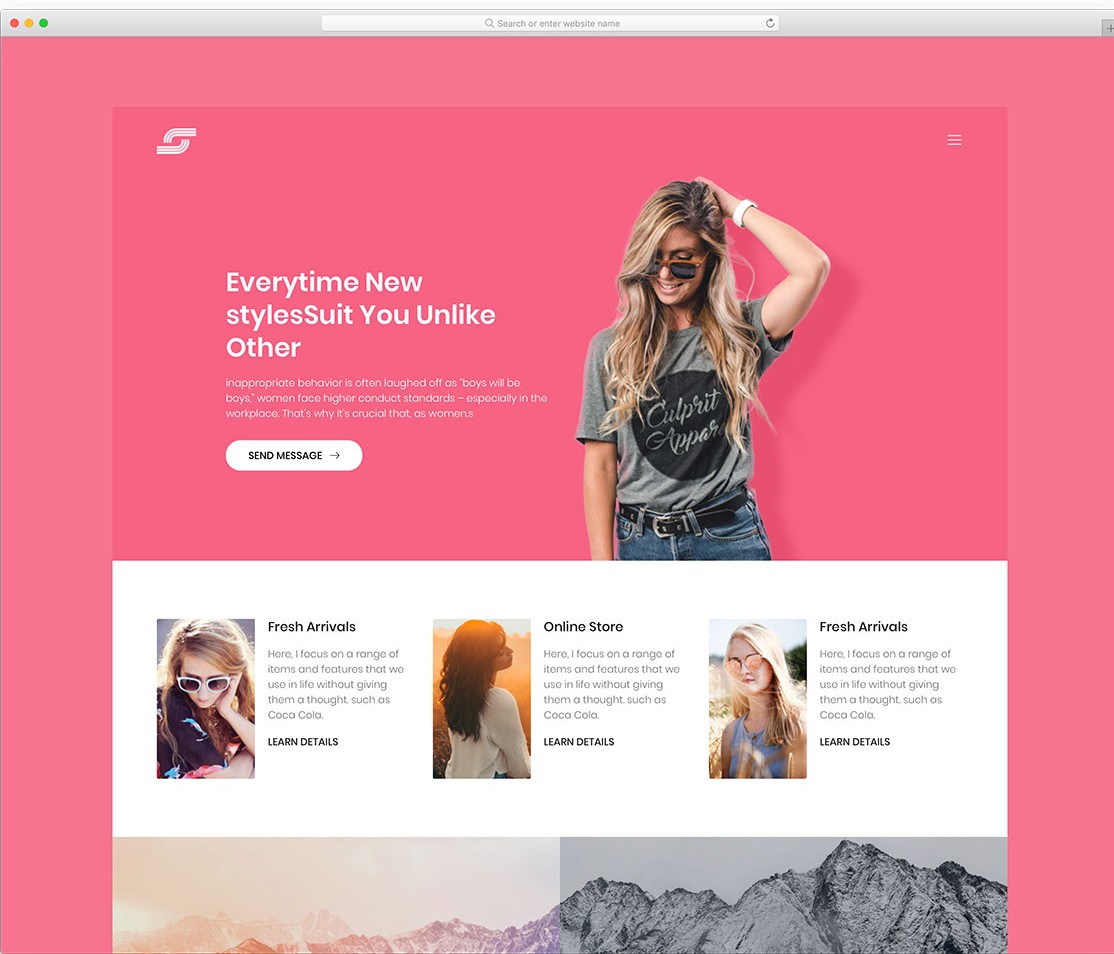 Search or enter website name
Everytime New
stylesSuit You Unlike
Other
inappropriate behavior is often laughed off as "boys will be
boys," women face higher conduct standards – especially in the
workplace. That's why it's crucial that, as women.s
SEND MESSAGE →
Culprit
Appare
Fresh Arrivals
Here, I focus on a range of
items and features that we
use in life without giving
them a thought. such as
Coca Cola.
LEARN DETAILS
Online Store
Here, I focus on a range of
items and features that we
use in life without giving
them a thought. such as
Coca Cola.
LEARN DETAILS
Fresh Arrivals
Here, I focus on a range of
items and features that we
use in life without giving
them a thought. such as
Coca Cola.
LEARN DETAILS